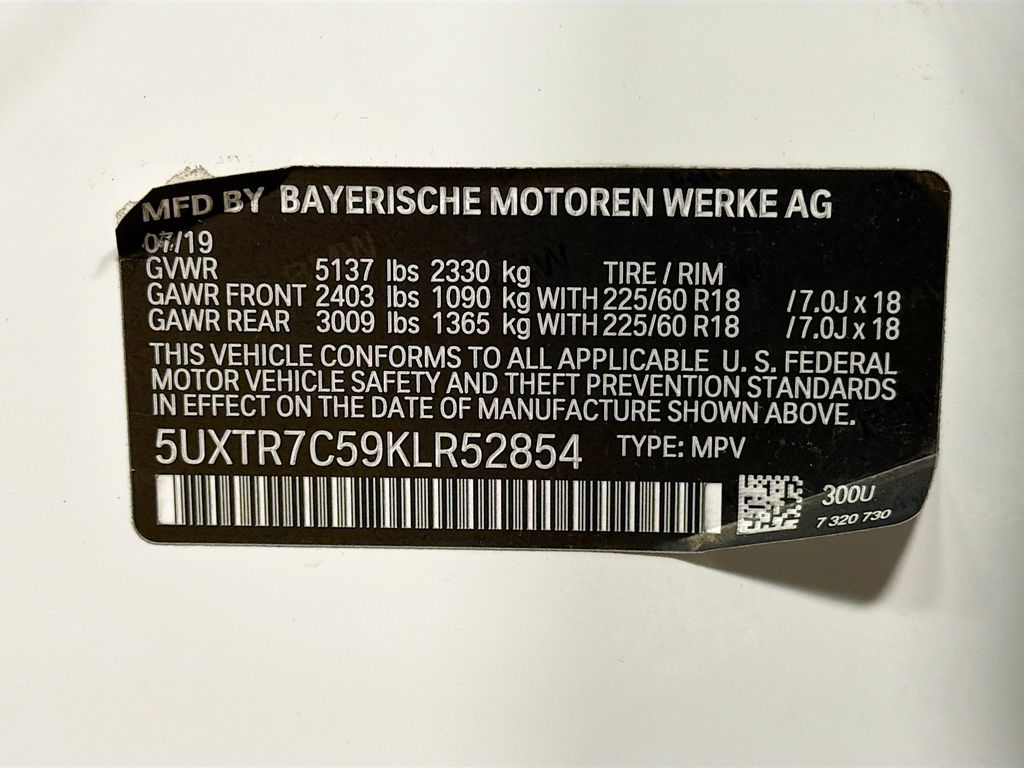 MFD BY BAYERISCHE MOTOREN WERKE AG
07/19
GVWR 5137 lbs 2330 kg TIRE / RIM
GAWR FRONT 2403 lbs 1090 kg WITH 225/60 R18 /7.0J x 18
GAWR REAR 3009 lbs 1365 kg WITH 225/60 R18 /7.0J x 18
THIS VEHICLE CONFORMS TO ALL APPLICABLE U. S. FEDERAL
MOTOR VEHICLE SAFETY AND THEFT PREVENTION STANDARDS
IN EFFECT ON THE DATE OF MANUFACTURE SHOWN ABOVE.
5UXTR7C59KLR52854 TYPE: MPV
300U
7 320 730